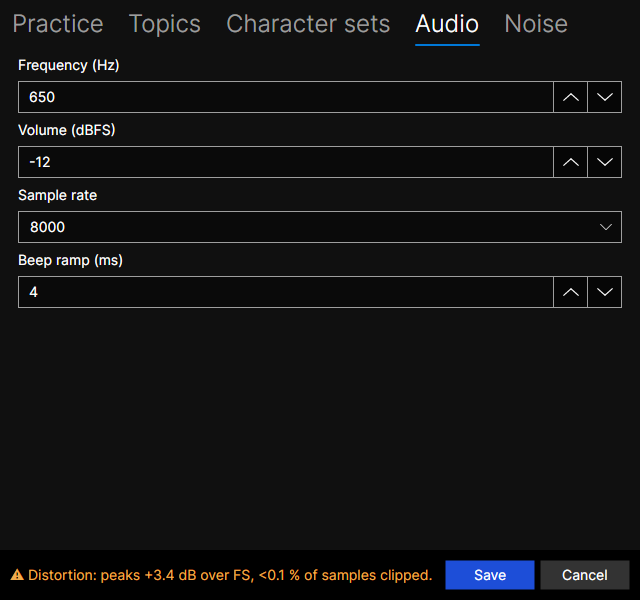 Practice Topics Character sets Audio Noise
Frequency (Hz)
650
Volume (dBFS)
-12
Sample rate
8000
Beep ramp (ms)
4
Distortion: peaks +3.4 dB over FS, <0.1 % of samples clipped. Save Cancel